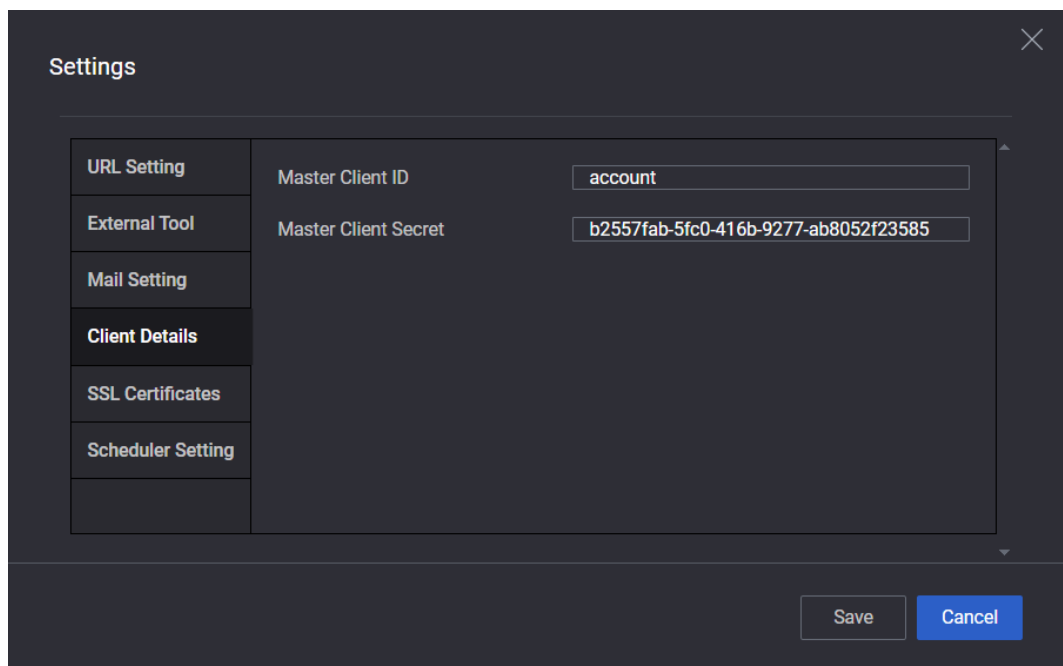 Settings
URL Setting
External Tool
Mail Setting
Client Details
SSL Certificates
Scheduler Setting
Master Client ID
account
Master Client Secret
b2557fab-5fc0-416b-9277-ab8052f23585
Save
Cancel